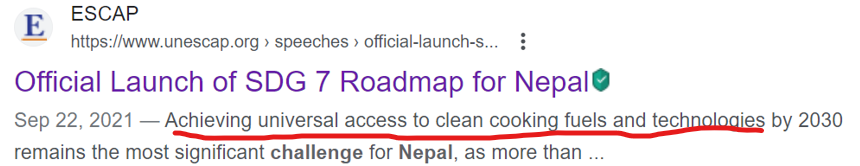 E
ESCAP
https://www.unescap.org › speeches › official-launch-s...
Official Launch of SDG 7 Roadmap for Nepal
Sep 22, 2021 — Achieving universal access to clean cooking fuels and technologies by 2030
remains the most significant challenge for Nepal, as more than ...